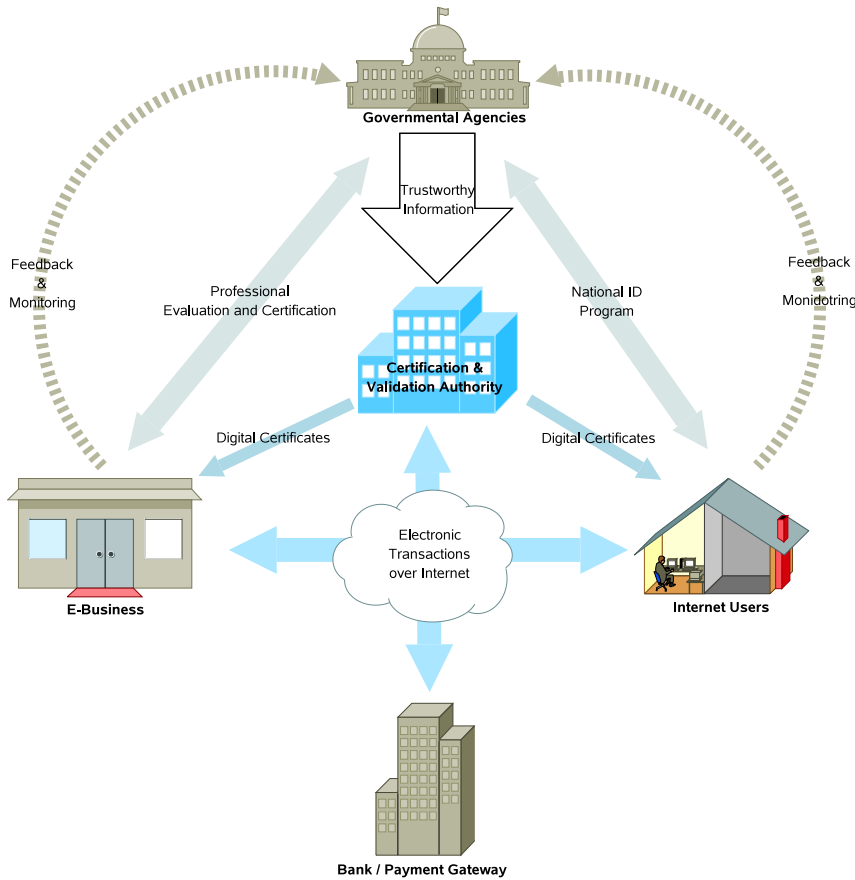 Governmental Agencies
Trustworthy
Information
Feedback
&
Monitoring
Professional
Evaluation and Certification
National ID
Program
Feedback
&
Monidotring
Certification &
Validation Authority
Digital Certificates
Digital Certificates
Electronic
Transactions
over Internet
E-Business
Internet Users
Bank / Payment Gateway